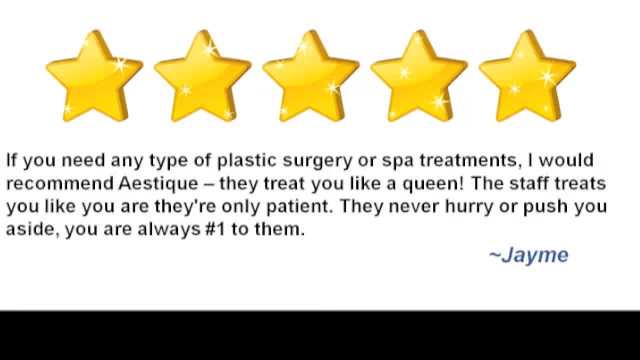 If you need any type of plastic surgery or spa treatments, I would
recommend Aestique – they treat you like a queen! The staff treats
you like you are they're only patient. They never hurry or push you
aside, you are always #1 to them.
~Jayme